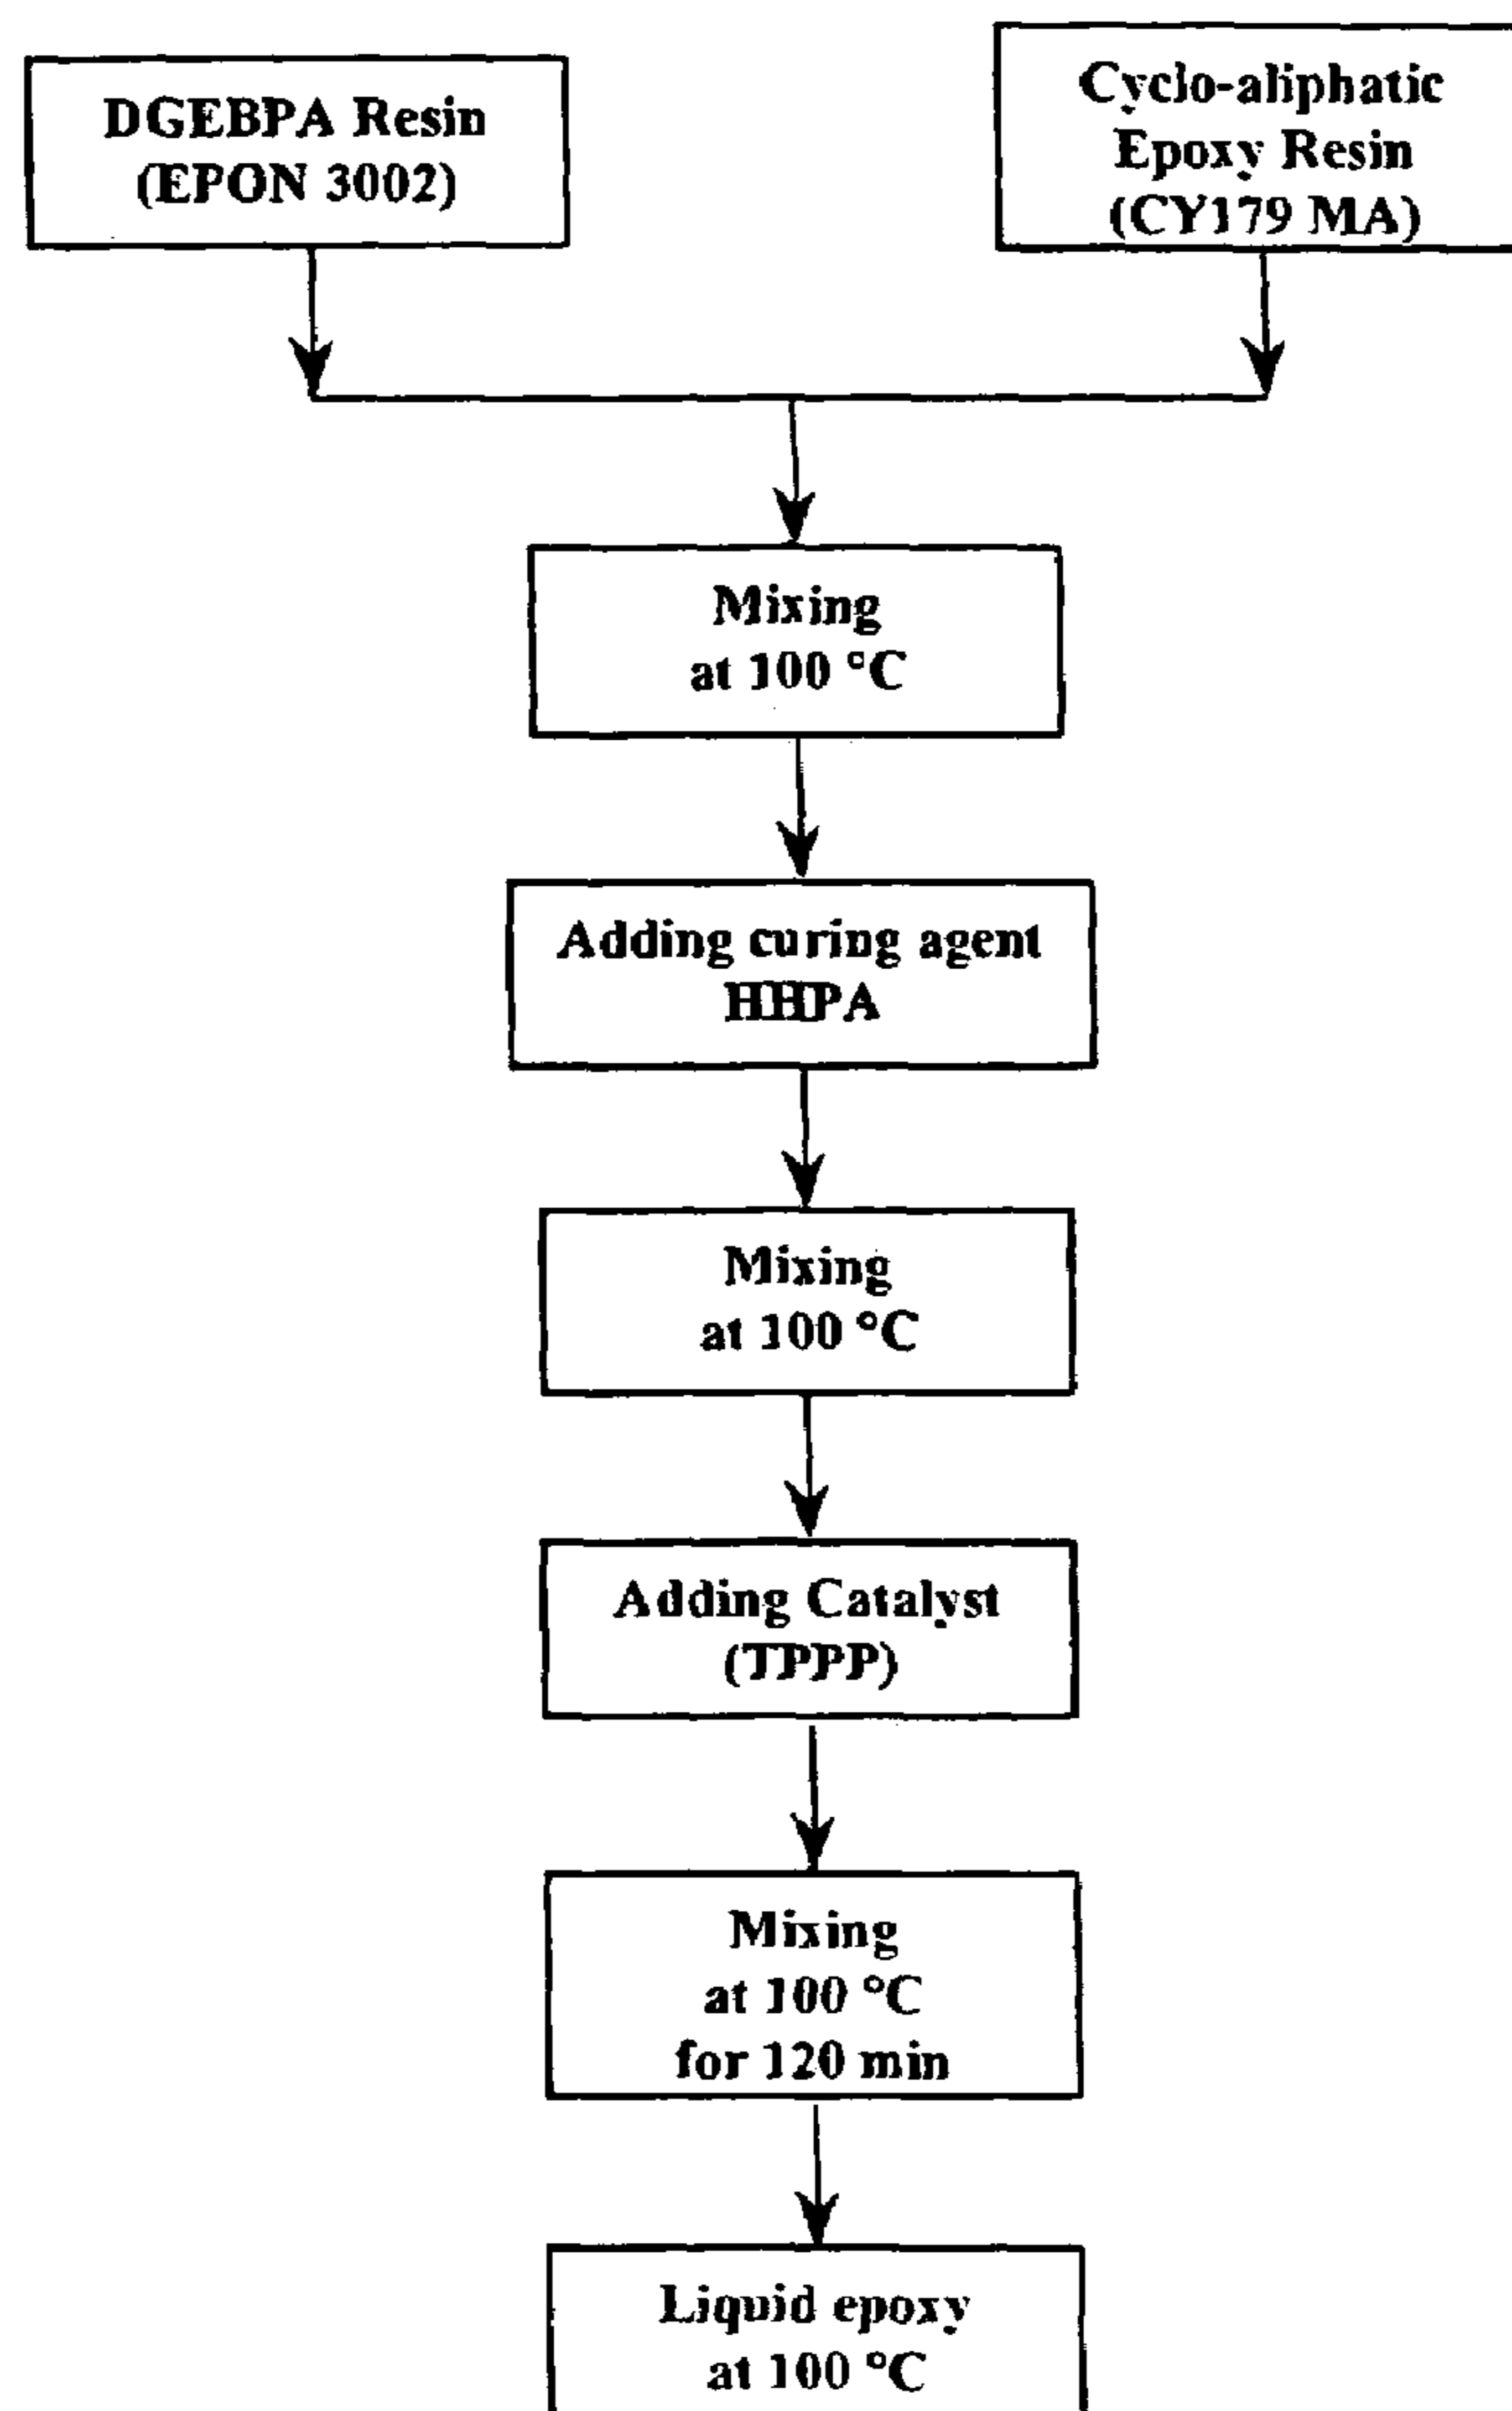 DGEBPA Resin
(EPON 3002)
Cyclo-aliphatic
Epoxy Resin
(CY179 MA)
Mixing
at 100 °C
Adding curing agent
HHPA
Mixing
at 100 °C
Adding Catalyst
(TPPP)
Mixing
at 100 °C
for 120 min
Liquid epoxy
at 100 °C